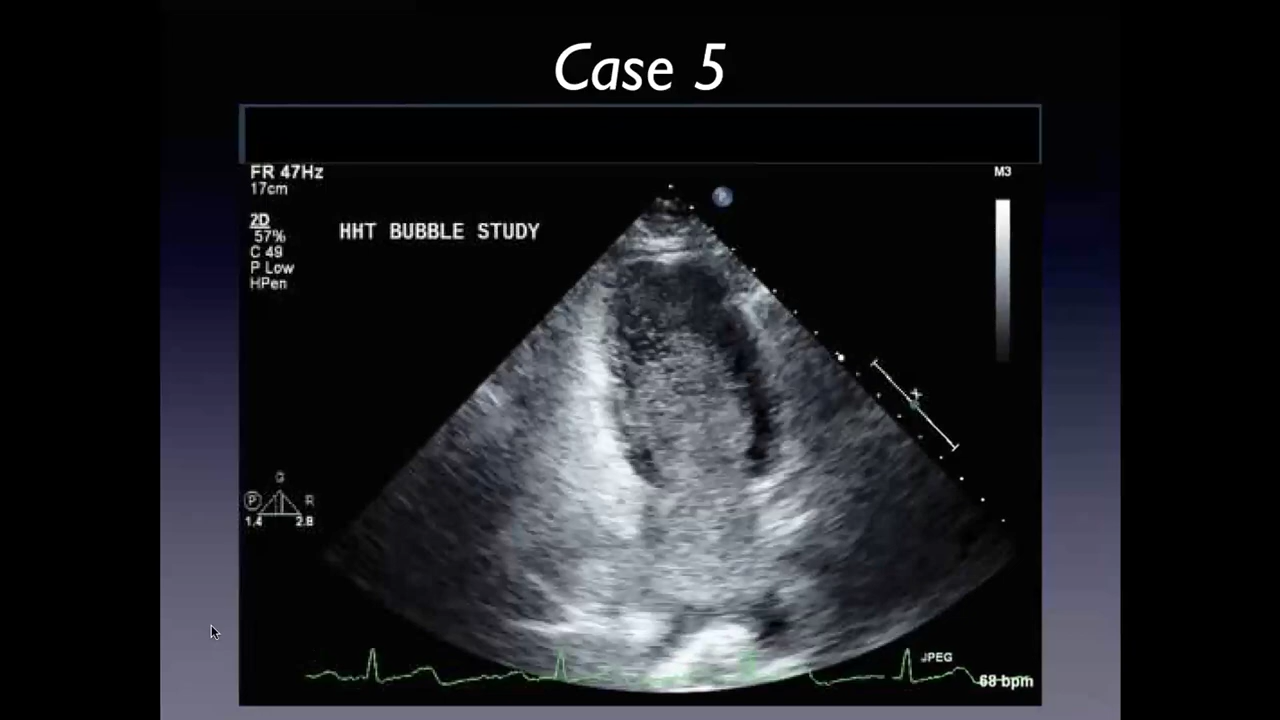 Case 5
FR 47Hz
17cm
M3
2D
57%
C 49
P Low
HPen
HHT BUBBLE STUDY
P
G
P R
1.4 2.8
JPEG
68 bpm